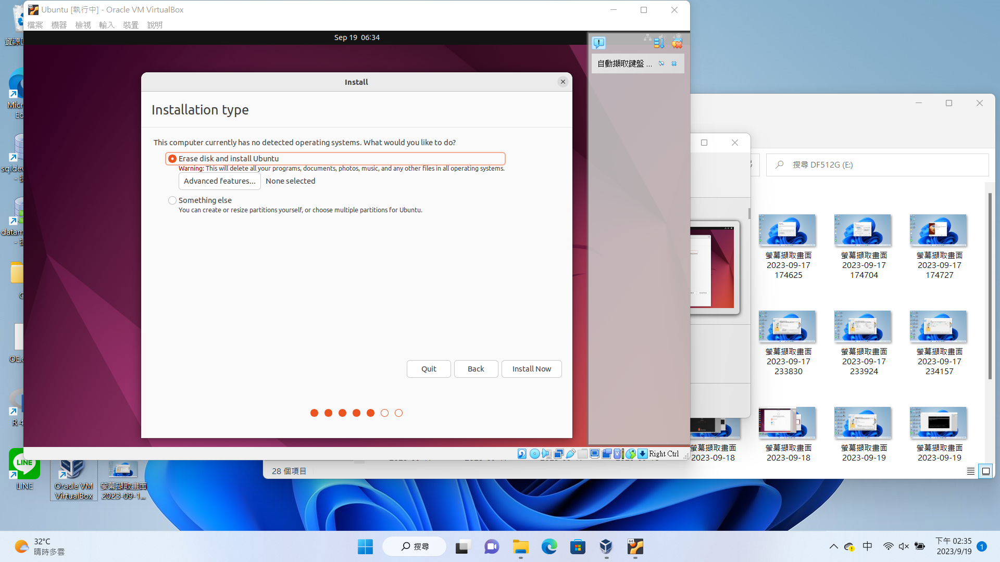 Ubuntu [執行中] - Oracle VM VirtualBox
檔案 機器 檢視 輸入 裝置 說明
Sep 19 06:34
自動擷取鍵盤 ...
Install
Installation type
This computer currently has no detected operating systems. What would you like to do?
Erase disk and install Ubuntu
Warning: This will delete all your programs, documents, photos, music, and any other files in all operating systems.
Advanced features... None selected
Something else
You can create or resize partitions yourself, or choose multiple partitions for Ubuntu.
Quit Back Install Now
Right Ctrl
搜尋 DF512G (E:)
螢幕擷取畫面 2023-09-17 174625
螢幕擷取畫面 2023-09-17 174704
螢幕擷取畫面 2023-09-17 174727
螢幕擷取畫面 2023-09-17 233830
螢幕擷取畫面 2023-09-17 233924
螢幕擷取畫面 2023-09-17 234157
螢幕擷取畫面 2023-09-18
螢幕擷取畫面 2023-09-18
螢幕擷取畫面 2023-09-19
螢幕擷取畫面 2023-09-19
28 個項目
資源
Micr
sqldev
datam
OE.
R 4
LINE
LINE
Oracle VM VirtualBox
螢幕擷取畫面 2023-09-1...
32°C
晴時多雲
搜尋
64
中
下午 02:35
2023/9/19
1